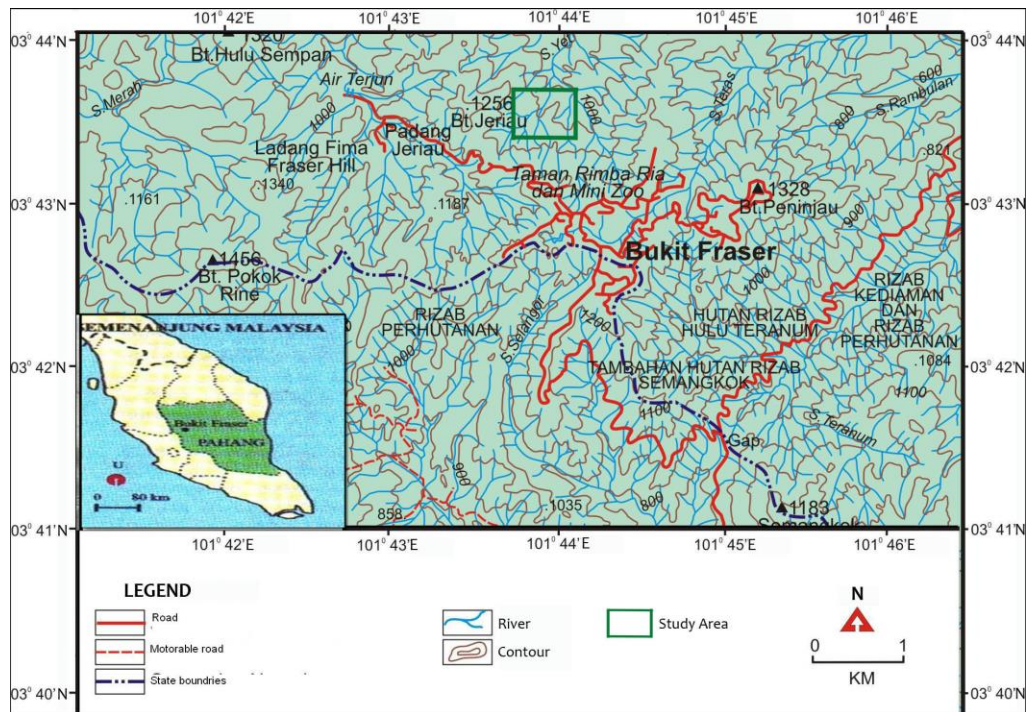 101° 42'E
101° 43'E
101° 44'E
101° 45'E
101° 46'E
03° 44'N
03° 44'N
1320
Bt.Hulu Sempan
S.Yet
Air Terjun
S.Merah
1000
1256
Bt.Jeriau
1000
S.Teras
600
S.Rambulan
800
Padang
Jeriau
Ladang Fima
Fraser Hill
.1340
.821
Taman Rimba Ria
dan Mini Zoo
.1161
.1187
1328
Bt.Peninjau
03° 43'N
03° 43'N
900
Bukit Fraser
1456
Bt. Pokok
Rine
1000
RIZAB
KEDIAMAN
DAN
RIZAB
PERHUTANAN
RIZAB
PERHUTANAN
S.Selangor
1200
HUTAN RIZAB
HULU TERANUM
SEMENANJUNG MALAYSIA
1000
.1084
03° 42'N
03° 42'N
TAMBAHAN HUTAN RIZAB
SEMANGKOK
1100
1100
S.Teranum
Bukit Fraser
PAHANG
Gap
U
0 80 km
900
800
858
.1035
1183
03° 41'N
03° 41'N
101° 42'E
101° 43'E
101° 44'E
101° 45'E
101° 46'E
LEGEND
Road
River
Study Area
N
Motorable road
Contour
0 1
KM
State boundries
03° 40'N
03° 40'N